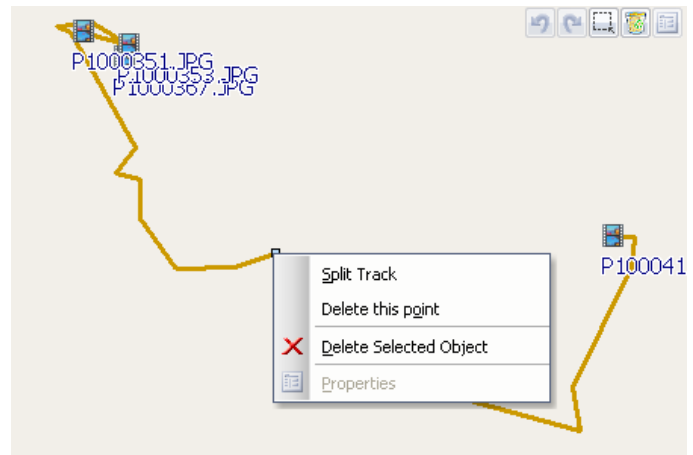 P1000351.JPG
P1000353.JPG
P1000367.JPG
P100041
Split Track
Delete this point
Delete Selected Object
Properties